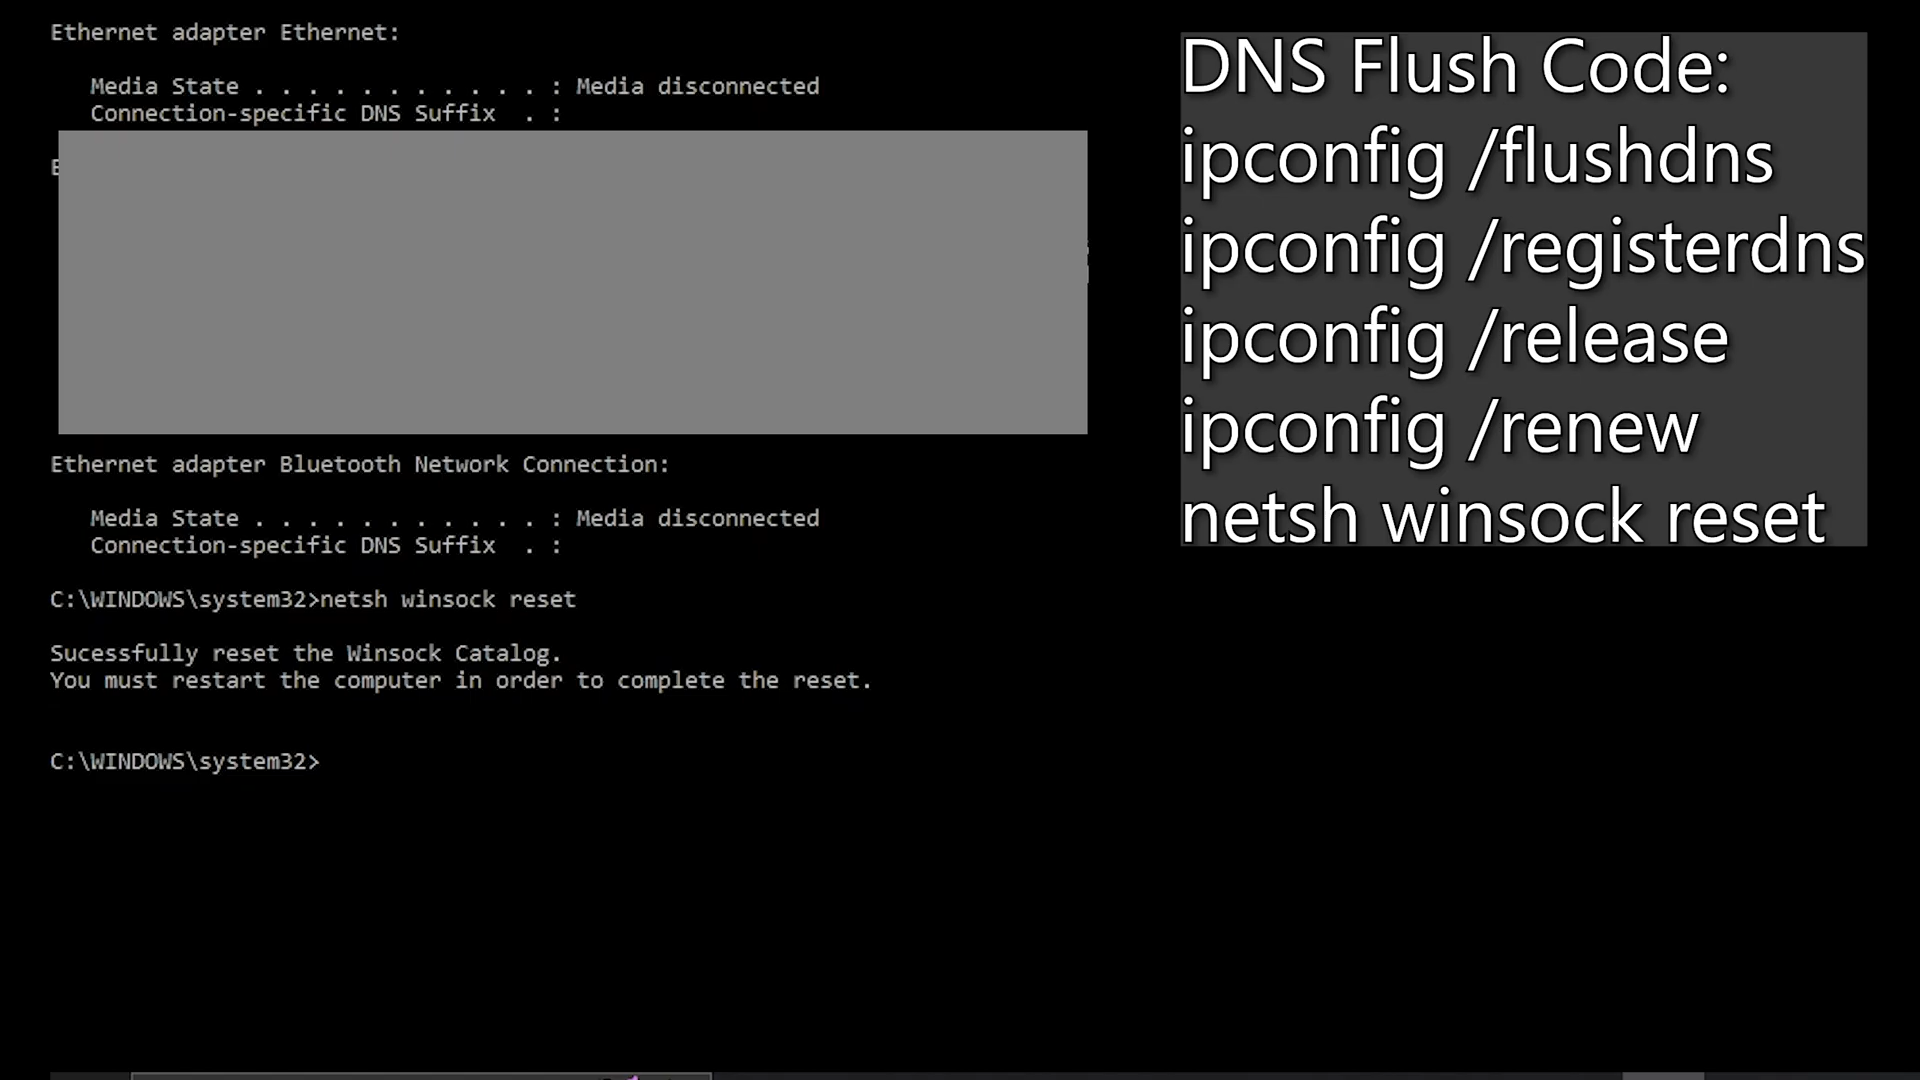 Ethernet adapter Ethernet:
Media State . . . . . . . . . . . : Media disconnected
Connection-specific DNS Suffix  . :
E
Ethernet adapter Bluetooth Network Connection:
Media State . . . . . . . . . . . : Media disconnected
Connection-specific DNS Suffix  . :
C:\WINDOWS\system32>netsh winsock reset
Sucessfully reset the Winsock Catalog.
You must restart the computer in order to complete the reset.
C:\WINDOWS\system32>
DNS Flush Code:
ipconfig /flushdns
ipconfig /registerdns
ipconfig /release
ipconfig /renew
netsh winsock reset